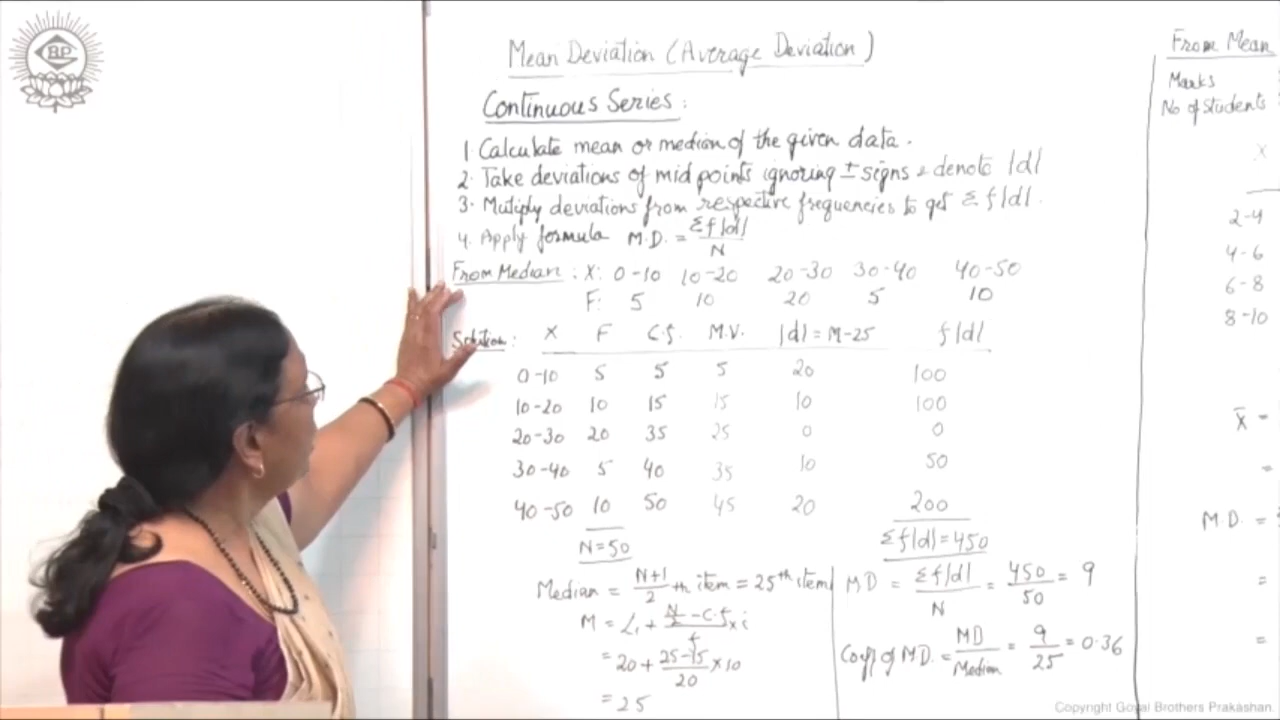 GBP
Mean Deviation (Average Deviation)
Continuous Series :
1. Calculate mean or median of the given data.
2. Take deviations of mid points ignoring ± signs & denote |d|
3. Mutiply deviations from respective frequencies to get Σ f|d|.
4. Apply formula M.D. = Σf|d| / N
From Median : X: 0-10 10-20 20-30 30-40 40-50
F: 5 10 20 5 10
Solution : X F C.f. M.V. |d| = M-25 f|d|
0-10 5 5 5 20 100
10-20 10 15 15 10 100
20-30 20 35 25 0 0
30-40 5 40 35 10 50
40-50 10 50 45 20 200
N=50 Σf|d|=450
Median = N+1 / 2 th item = 25th item
M = L1 + N/2 - C.f / f × i
= 20 + 25-15 / 20 × 10
= 25
MD = Σf|d| / N = 450 / 50 = 9
Coeff of MD. = MD / Median = 9 / 25 = 0.36
From Mean
Marks
No of Students
X
2-4
4-6
6-8
8-10
X̄ =
=
M.D. =
=
=
Copyright Goyal Brothers Prakashan.